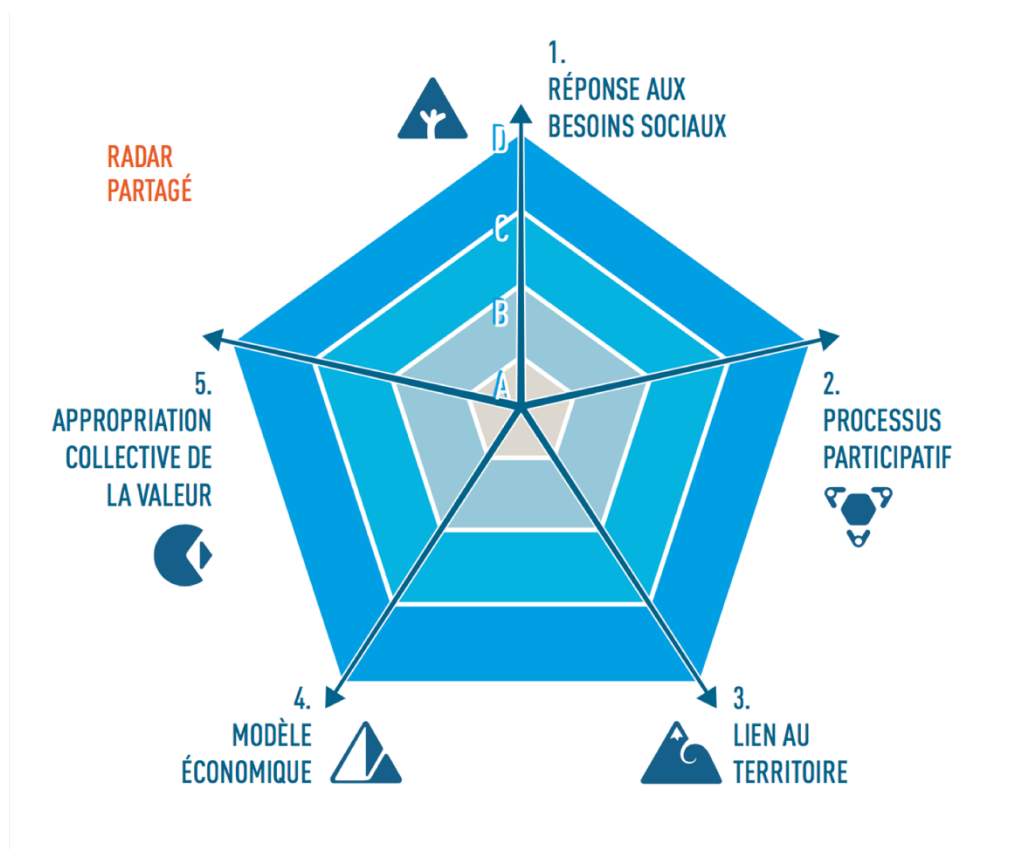 1.
RÉPONSE AUX
BESOINS SOCIAUX
RADAR
PARTAGÉ
D
C
B
A
5.
APPROPRIATION
COLLECTIVE DE
LA VALEUR
2.
PROCESSUS
PARTICIPATIF
4.
MODÈLE
ÉCONOMIQUE
3.
LIEN AU
TERRITOIRE